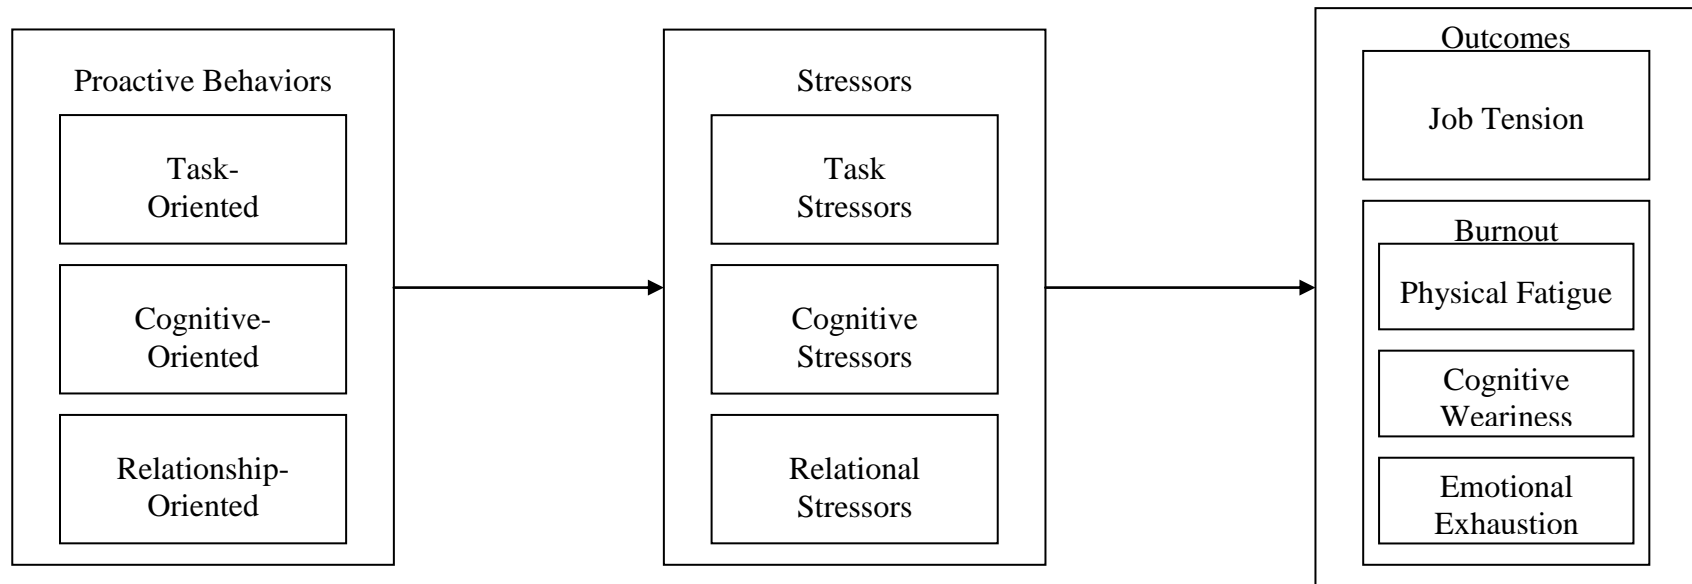 Proactive Behaviors
Task-
Oriented
Cognitive-
Oriented
Relationship-
Oriented
Stressors
Task
Stressors
Cognitive
Stressors
Relational
Stressors
Outcomes
Job Tension
Burnout
Physical Fatigue
Cognitive
Weariness
Emotional
Exhaustion